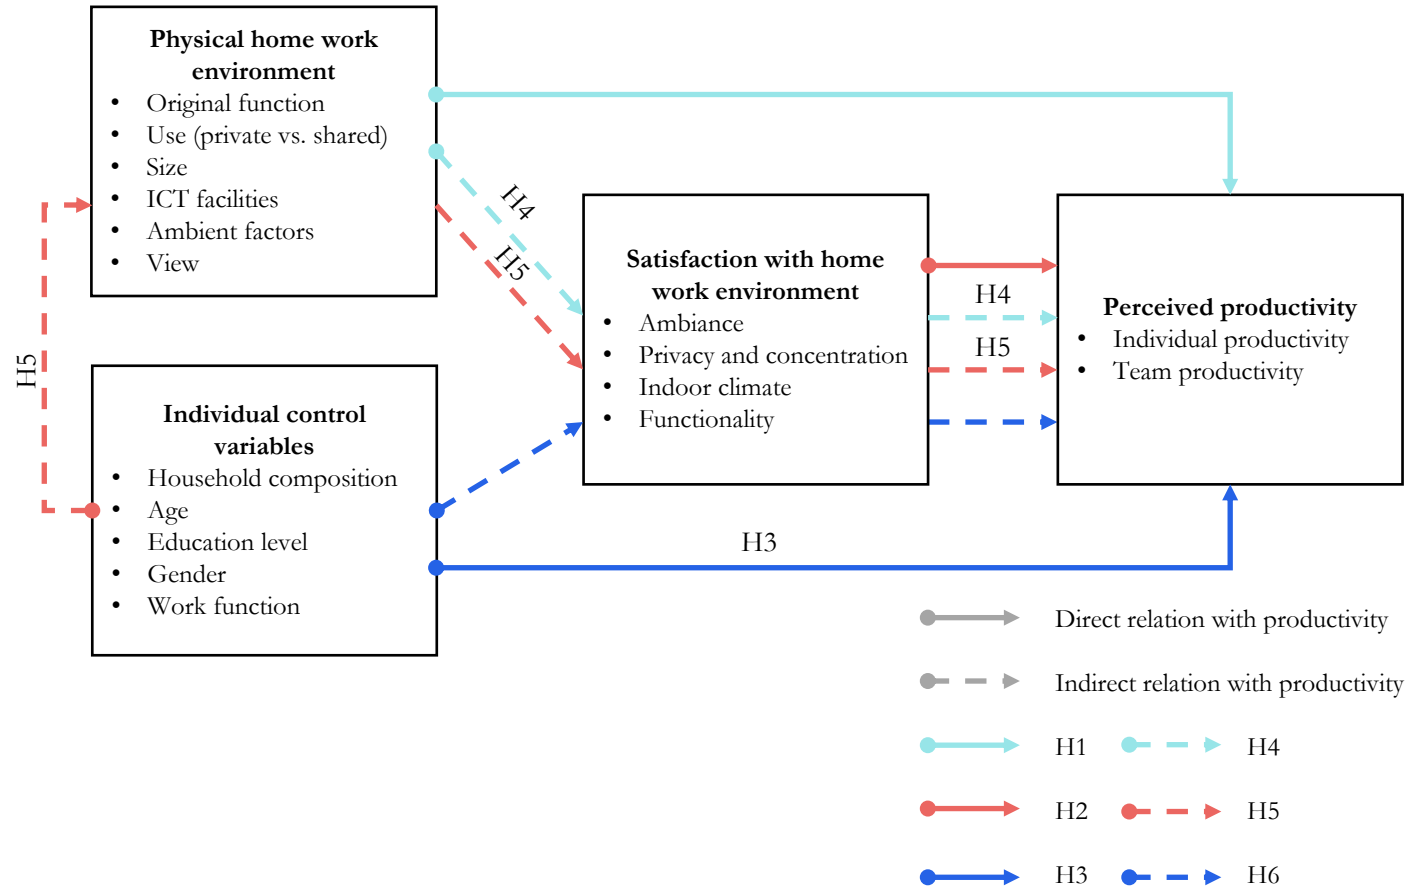 Physical home work
environment
• Original function
• Use (private vs. shared)
• Size
• ICT facilities
• Ambient factors
• View
H4
H5
H5
Individual control
variables
• Household composition
• Age
• Education level
• Gender
• Work function
Satisfaction with home
work environment
• Ambiance
• Privacy and concentration
• Indoor climate
• Functionality
H4
H5
Perceived productivity
• Individual productivity
• Team productivity
H3
Direct relation with productivity
Indirect relation with productivity
H1 H4
H2 H5
H3 H6